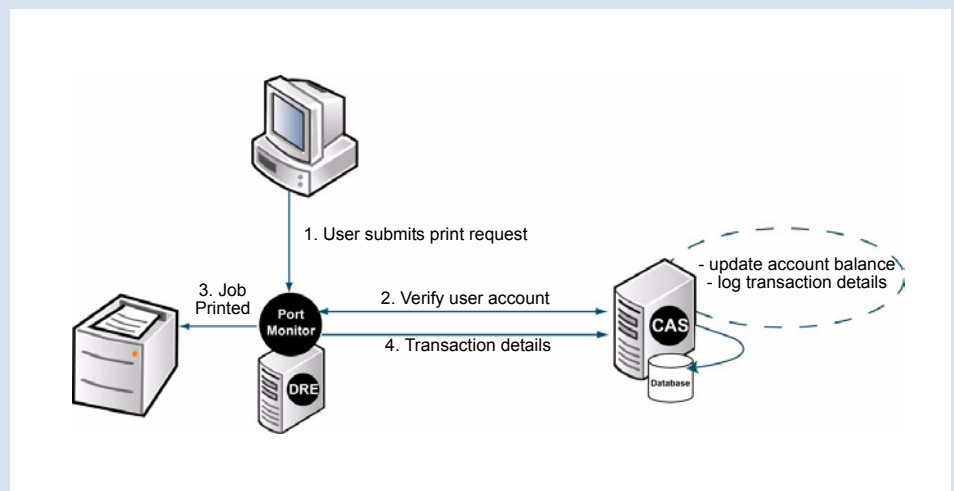 1. User submits print request
- update account balance
- log transaction details
3. Job
Printed
2. Verify user account
Port
Monitor
CAS
4. Transaction details
DRE
Database